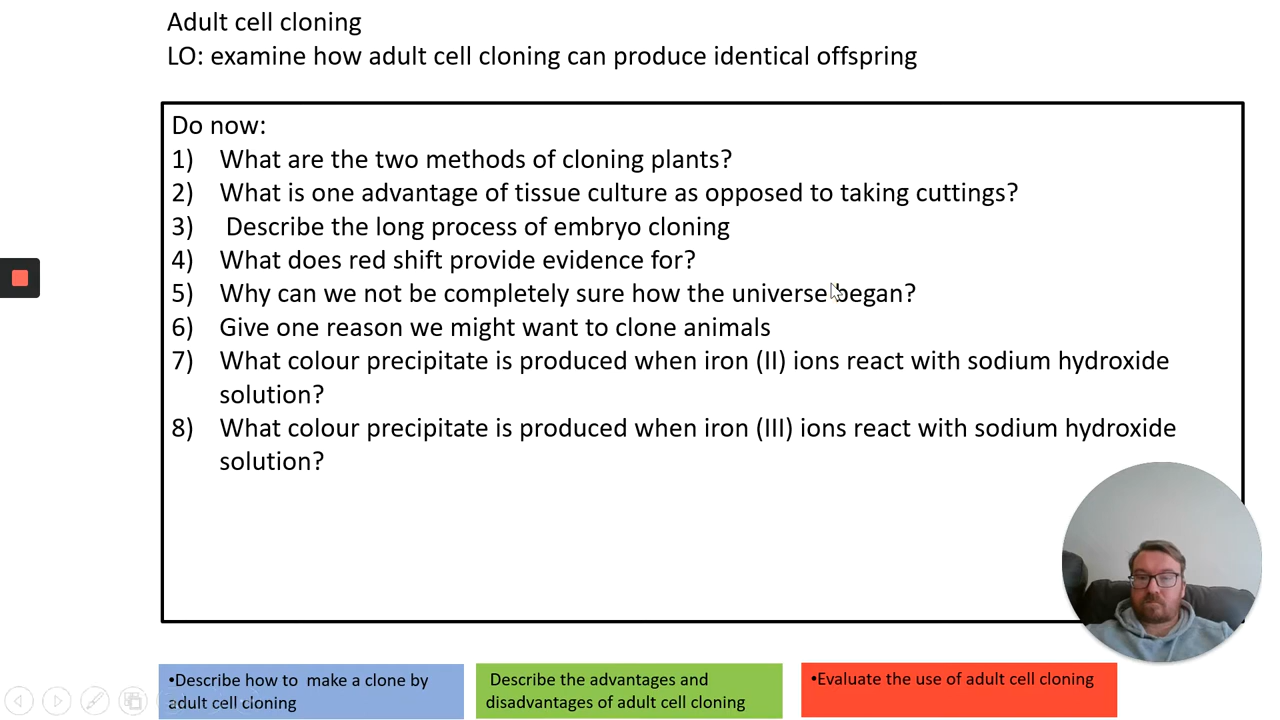 Adult cell cloning
LO: examine how adult cell cloning can produce identical offspring
Do now:
1) What are the two methods of cloning plants?
2) What is one advantage of tissue culture as opposed to taking cuttings?
3) Describe the long process of embryo cloning
4) What does red shift provide evidence for?
5) Why can we not be completely sure how the universe began?
6) Give one reason we might want to clone animals
7) What colour precipitate is produced when iron (II) ions react with sodium hydroxide
solution?
8) What colour precipitate is produced when iron (III) ions react with sodium hydroxide
solution?
•Describe how to make a clone by
adult cell cloning
Describe the advantages and
disadvantages of adult cell cloning
•Evaluate the use of adult cell cloning